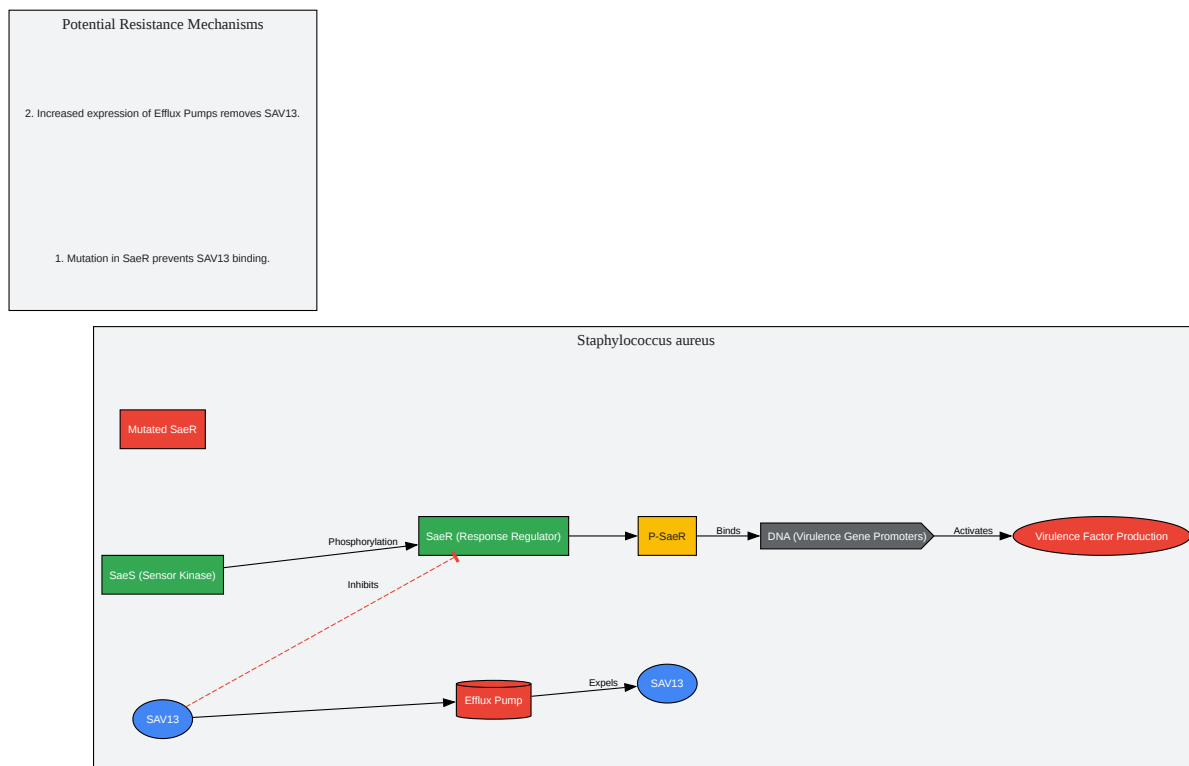 Potential Resistance Mechanisms
2. Increased expression of Efflux Pumps removes SAV13.
1. Mutation in SaeR prevents SAV13 binding.
Staphylococcus aureus
Mutated SaeR
SaeS (Sensor Kinase)
Phosphorylation
SaeR (Response Regulator)
P-SaeR
Binds
DNA (Virulence Gene Promoters)
Activates
Virulence Factor Production
Inhibits
SAV13
Efflux Pump
Expels
SAV13